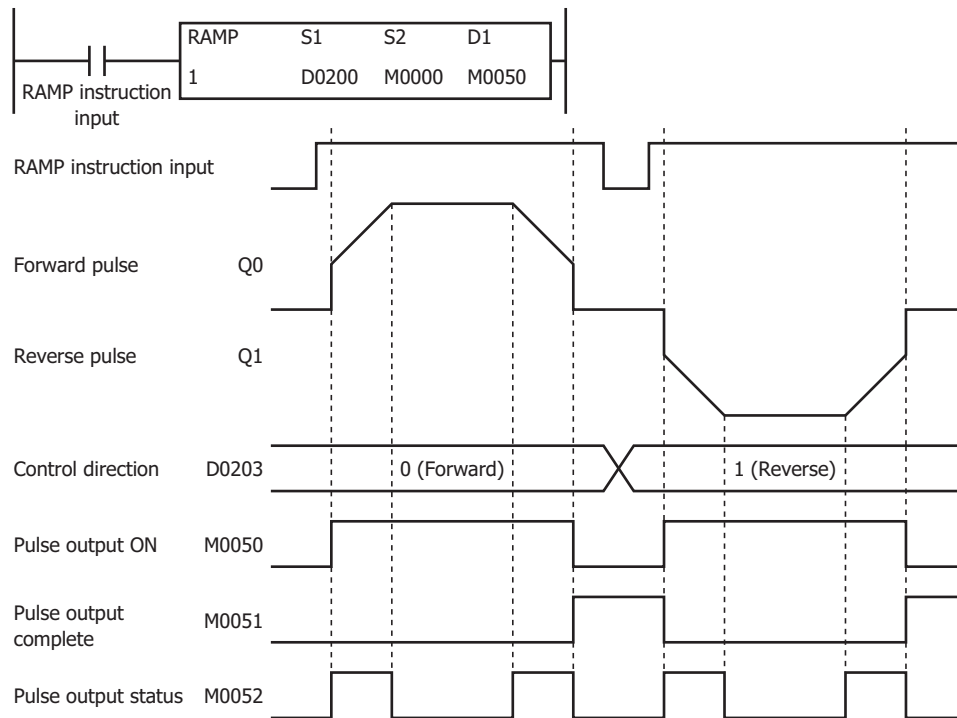 RAMP S1 S2 D1
1 D0200 M0000 M0050
RAMP instruction
input
RAMP instruction input
Forward pulse Q0
Reverse pulse Q1
Control direction D0203 0 (Forward) 1 (Reverse)
Pulse output ON M0050
Pulse output
complete M0051
Pulse output status M0052